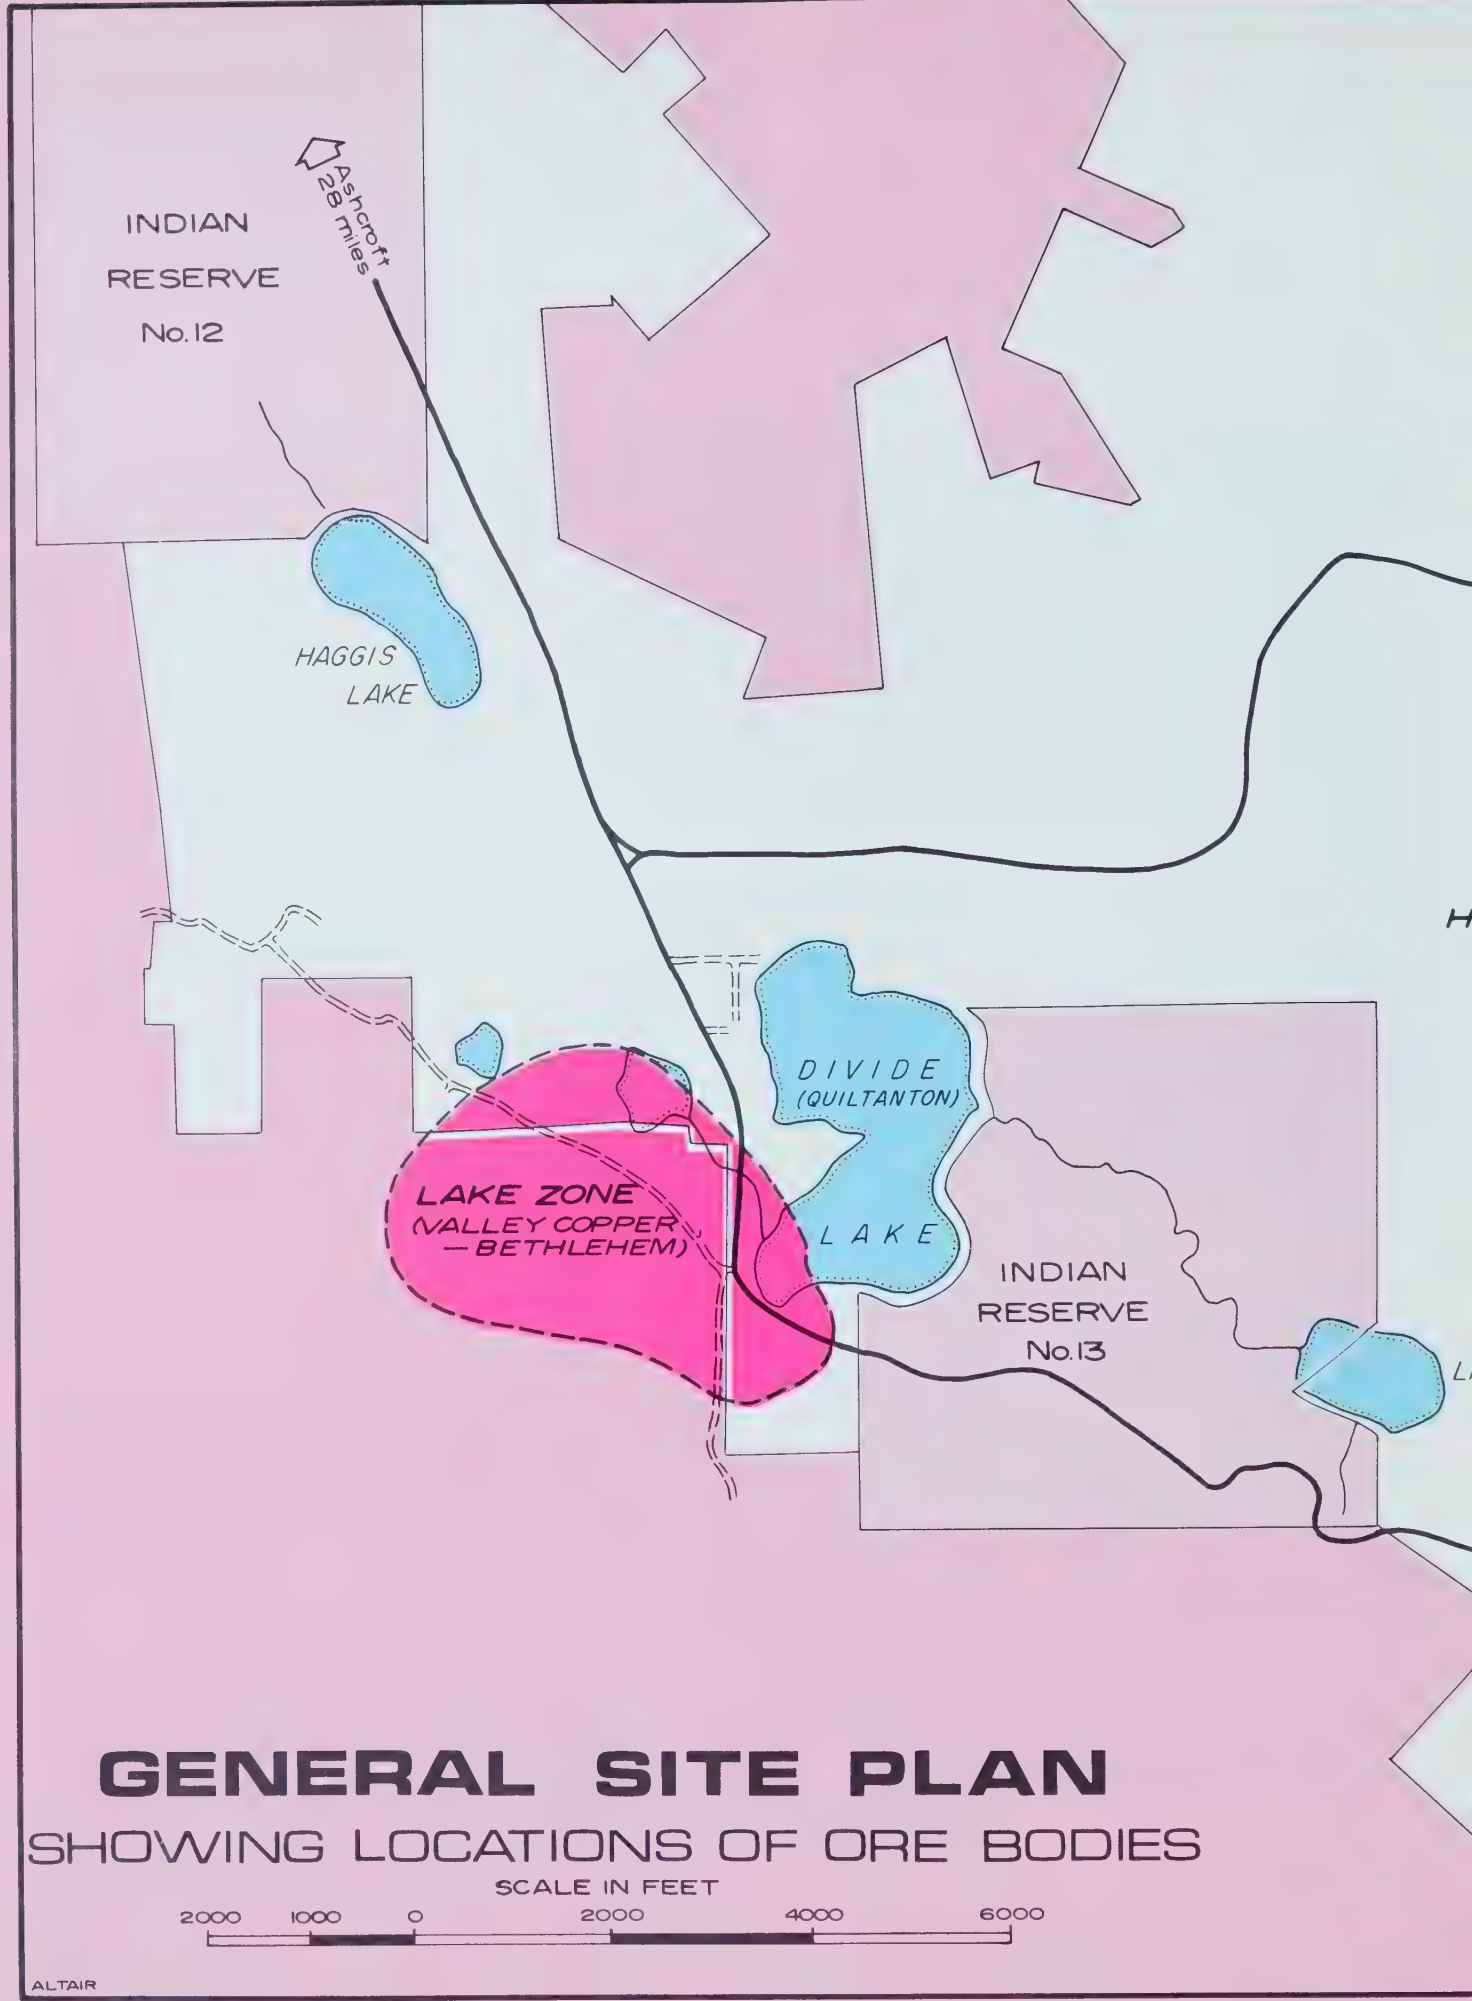 Ashcroft
28 miles
INDIAN
RESERVE
No.12
HAGGIS
LAKE
H
DIVIDE
(QUILTANTON)
LAKE
LAKE ZONE
(VALLEY COPPER
— BETHLEHEM)
INDIAN
RESERVE
No.13
GENERAL SITE PLAN
SHOWING LOCATIONS OF ORE BODIES
SCALE IN FEET
2000 1000 0 2000 4000 6000
ALTAIR